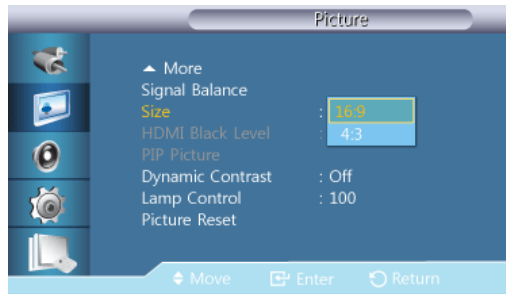 Picture
More
Signal Balance
Size : 16:9
HDMI Black Level : 4:3
PIP Picture
Dynamic Contrast : Off
Lamp Control : 100
Picture Reset
Move Enter Return